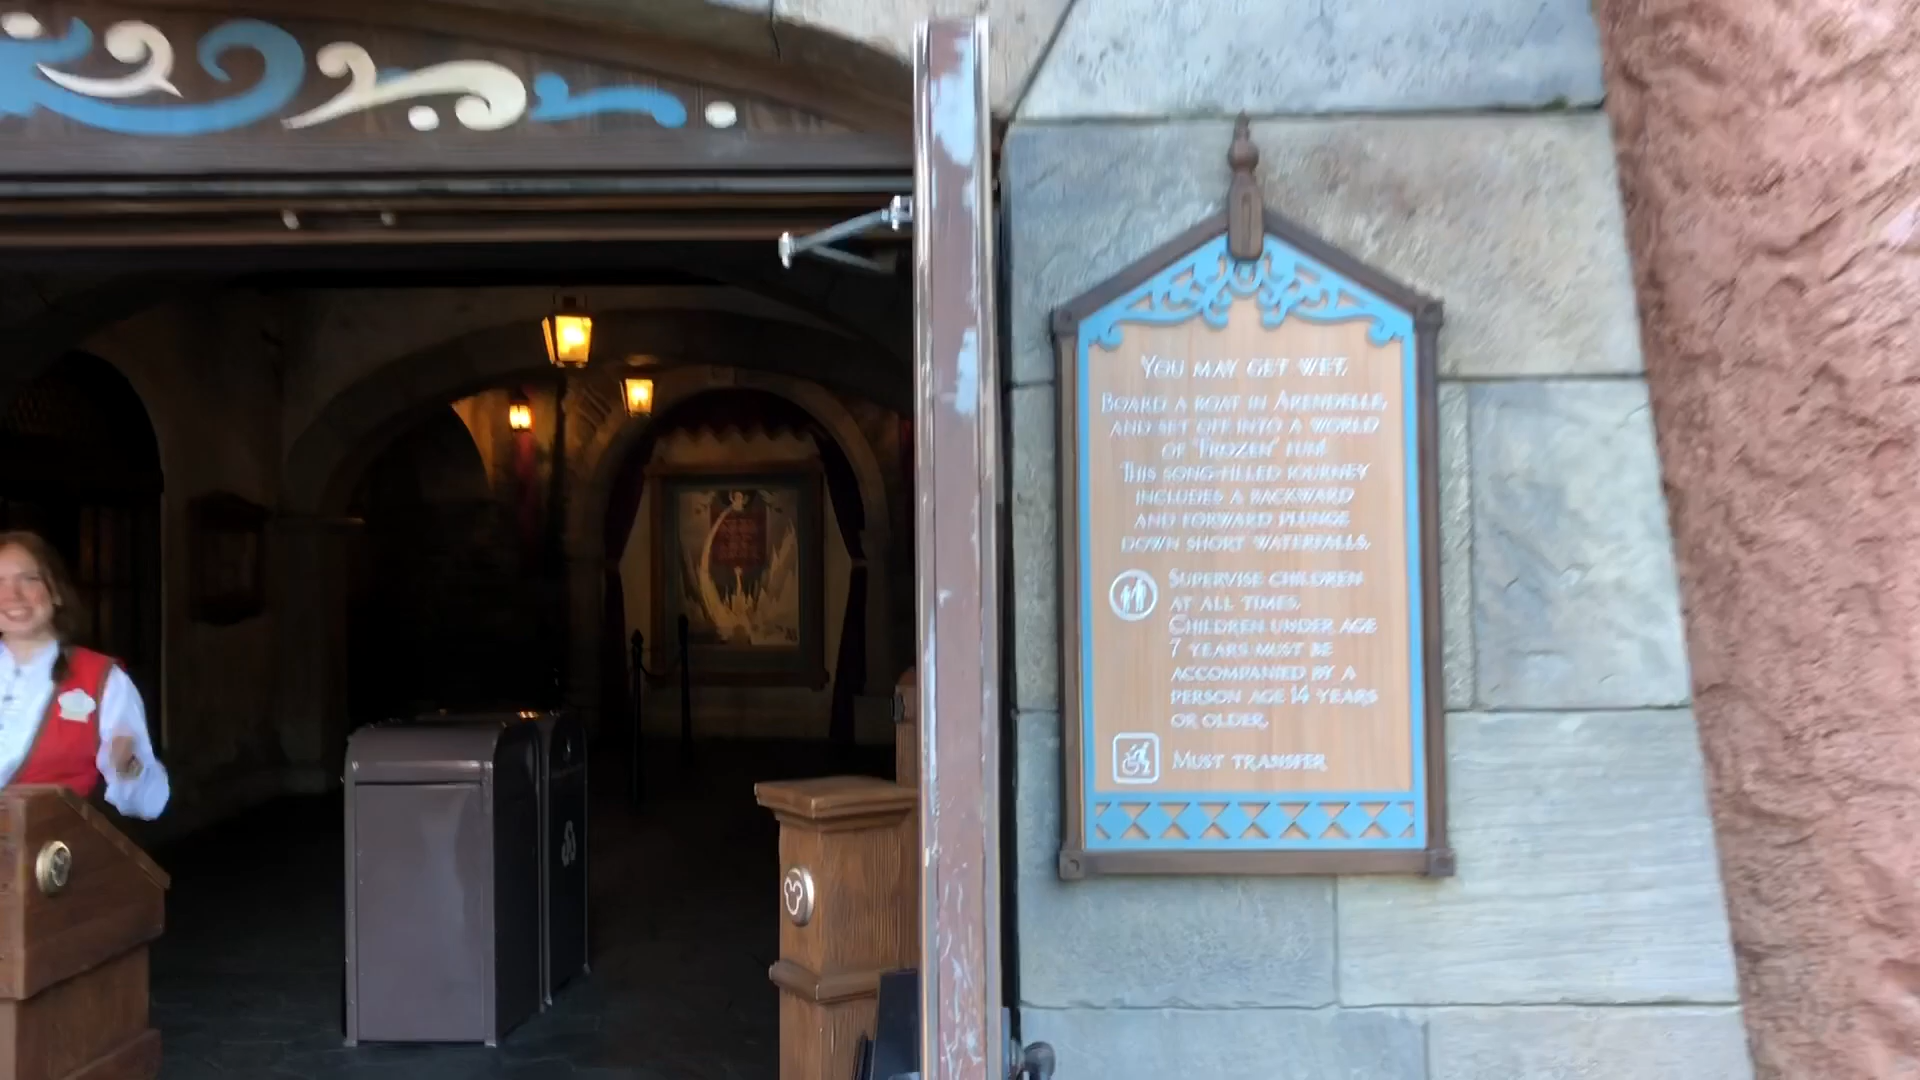 You may get wet.
Board a boat in Arendelle,
and set off into a world
of 'Frozen' fun!
This song-filled journey
includes a backward
and forward plunge
down short waterfalls.
Supervise children
at all times.
Children under age
7 years must be
accompanied by a
person age 14 years
or older.
Must transfer